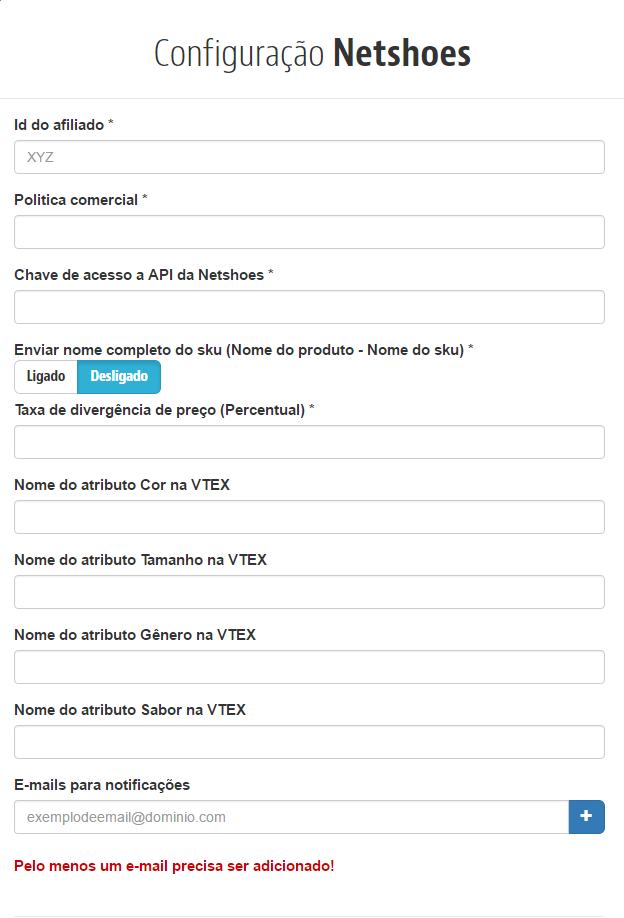 Configuração Netshoes
Id do afiliado *
XYZ
Politica comercial *
Chave de acesso a API da Netshoes *
Enviar nome completo do sku (Nome do produto - Nome do sku) *
Ligado Desligado
Taxa de divergência de preço (Percentual) *
Nome do atributo Cor na VTEX
Nome do atributo Tamanho na VTEX
Nome do atributo Gênero na VTEX
Nome do atributo Sabor na VTEX
E-mails para notificações
exemplodeemail@dominio.com +
Pelo menos um e-mail precisa ser adicionado!